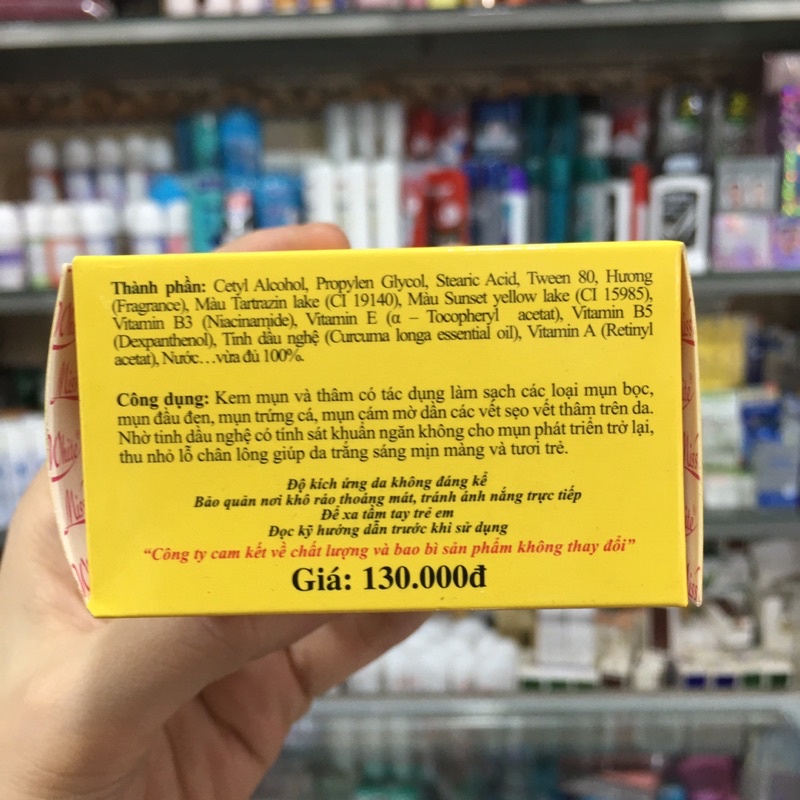 Thành phần: Cetyl Alcohol, Propylen Glycol, Stearic Acid, Tween 80, Hương
(Fragrance), Màu Tartrazin lake (CI 19140), Màu Sunset yellow lake (CI 15985),
Vitamin B3 (Niacinamide), Vitamin E (α – Tocopheryl acetat), Vitamin B5
(Dexpanthenol), Tinh dầu nghệ (Curcuma longa essential oil), Vitamin A (Retinyl
acetat), Nước…vừa đủ 100%.
Công dụng: Kem mụn và thâm có tác dụng làm sạch các loại mụn bọc,
mụn đầu đen, mụn trứng cá, mụn cám mờ dần các vết sẹo vết thâm trên da.
Nhờ tinh dầu nghệ có tính sát khuẩn ngăn không cho mụn phát triển trở lại,
thu nhỏ lỗ chân lông giúp da trắng sáng mịn màng và tươi trẻ.
Độ kích ứng da không đáng kể
Bảo quản nơi khô ráo thoáng mát, tránh ánh nắng trực tiếp
Để xa tầm tay trẻ em
Đọc kỹ hướng dẫn trước khi sử dụng
“Công ty cam kết về chất lượng và bao bì sản phẩm không thay đổi”
Giá: 130.000đ